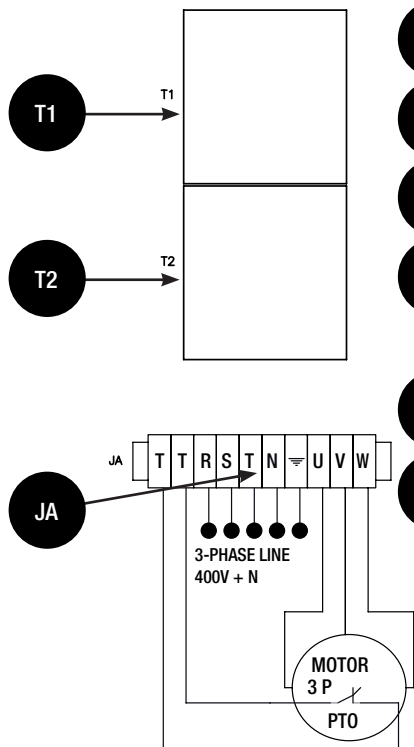 T1
T1
T2
T2
JA
JA T T R S T N ⏚ U V W
3-PHASE LINE
400V + N
MOTOR
3 P
PTO